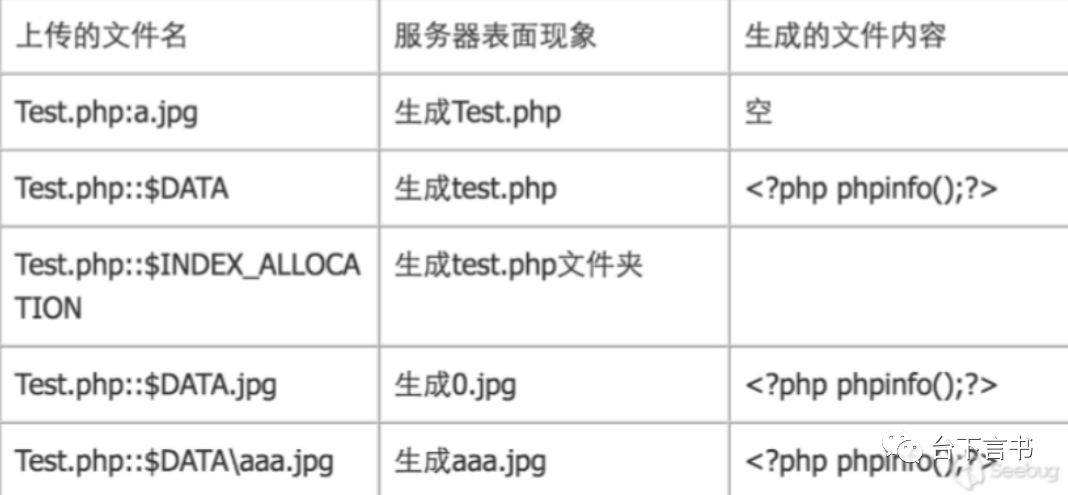 上传的文件名 服务器表面现象 生成的文件内容
Test.php:a.jpg 生成Test.php 空
Test.php::$DATA 生成test.php <?php phpinfo();?>
Test.php::$INDEX_ALLOCA 生成test.php文件夹
TION
Test.php::$DATA.jpg 生成0.jpg <?php phpinfo();?>
Test.php::$DATA\aaa.jpg 生成aaa.jpg <?php phpinfo();?>
台下言书
Seebug